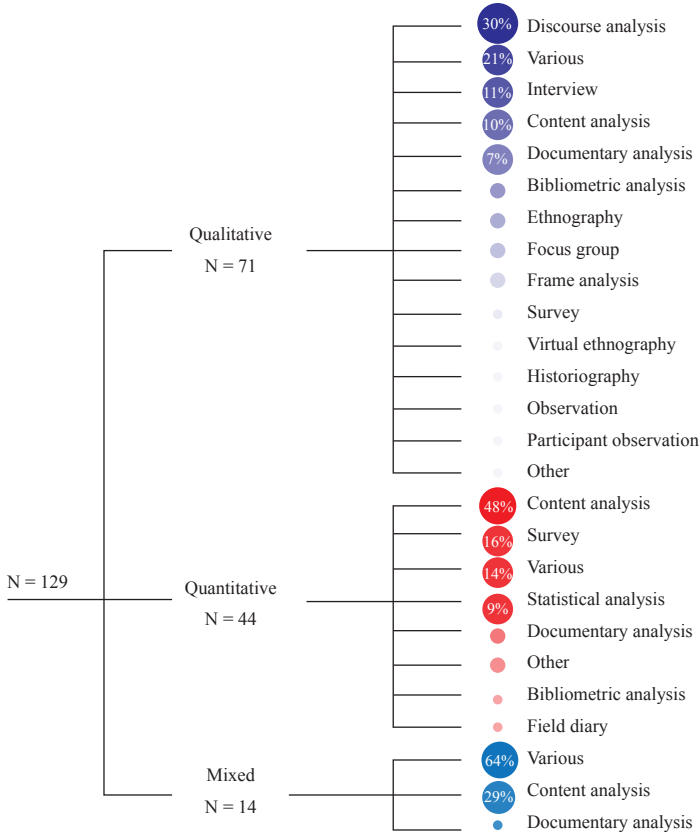 30% Discourse analysis
21% Various
11% Interview
10% Content analysis
7% Documentary analysis
Bibliometric analysis
Ethnography
Focus group
Frame analysis
Survey
Virtual ethnography
Historiography
Observation
Participant observation
Other
Qualitative
N = 71
48% Content analysis
16% Survey
14% Various
9% Statistical analysis
Documentary analysis
Other
Bibliometric analysis
Field diary
N = 129
Quantitative
N = 44
64% Various
29% Content analysis
Documentary analysis
Mixed
N = 14